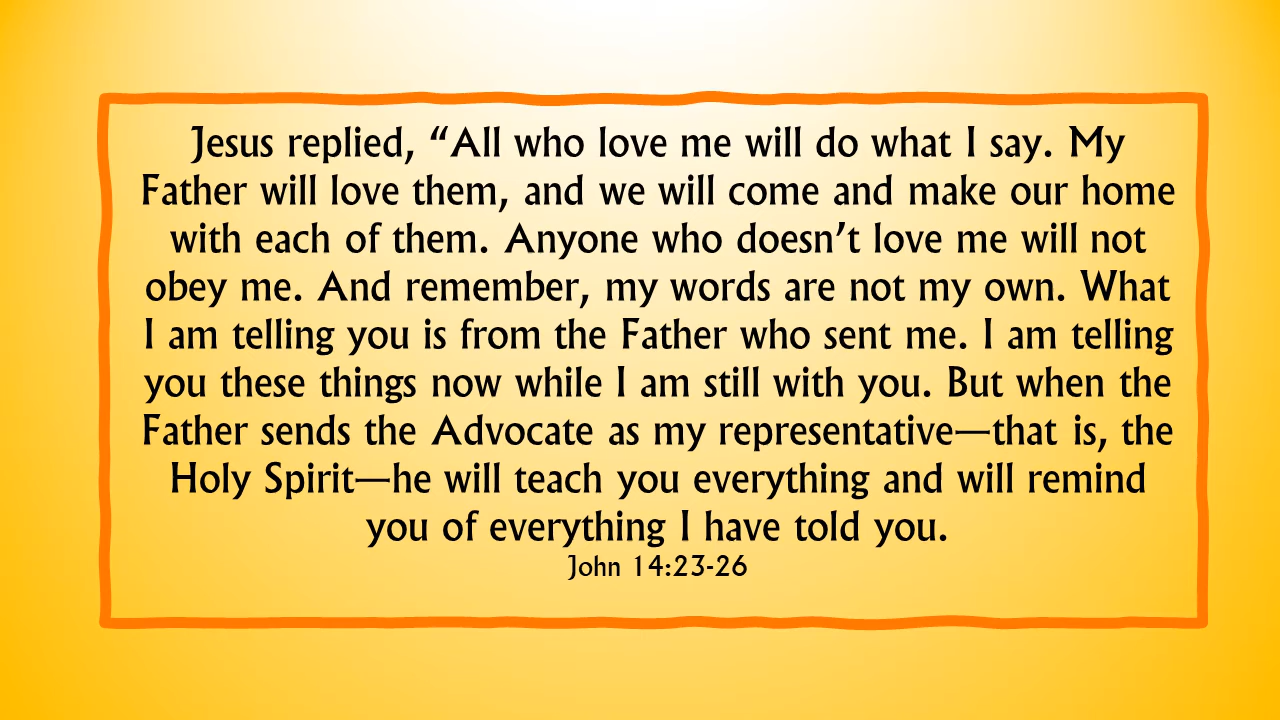 Jesus replied, “All who love me will do what I say. My
Father will love them, and we will come and make our home
with each of them. Anyone who doesn’t love me will not
obey me. And remember, my words are not my own. What
I am telling you is from the Father who sent me. I am telling
you these things now while I am still with you. But when the
Father sends the Advocate as my representative—that is, the
Holy Spirit—he will teach you everything and will remind
you of everything I have told you.
John 14:23-26